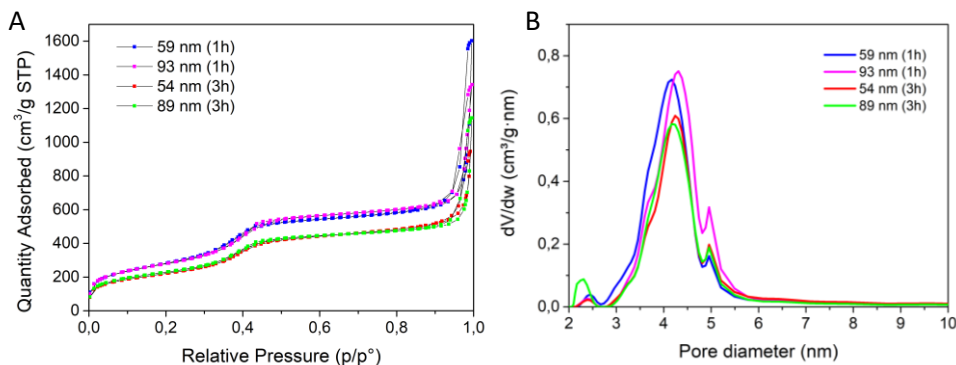 A
Quantity Adsorbed (cm³/g STP)
1600
1400
1200
1000
800
600
400
200
0
59 nm (1h)
93 nm (1h)
54 nm (3h)
89 nm (3h)
0,0 0,2 0,4 0,6 0,8 1,0
Relative Pressure (p/p°)
B
dV/dw (cm³/g·nm)
0,8
0,6
0,4
0,2
0,0
59 nm (1h)
93 nm (1h)
54 nm (3h)
89 nm (3h)
2 3 4 5 6 7 8 9 10
Pore diameter (nm)